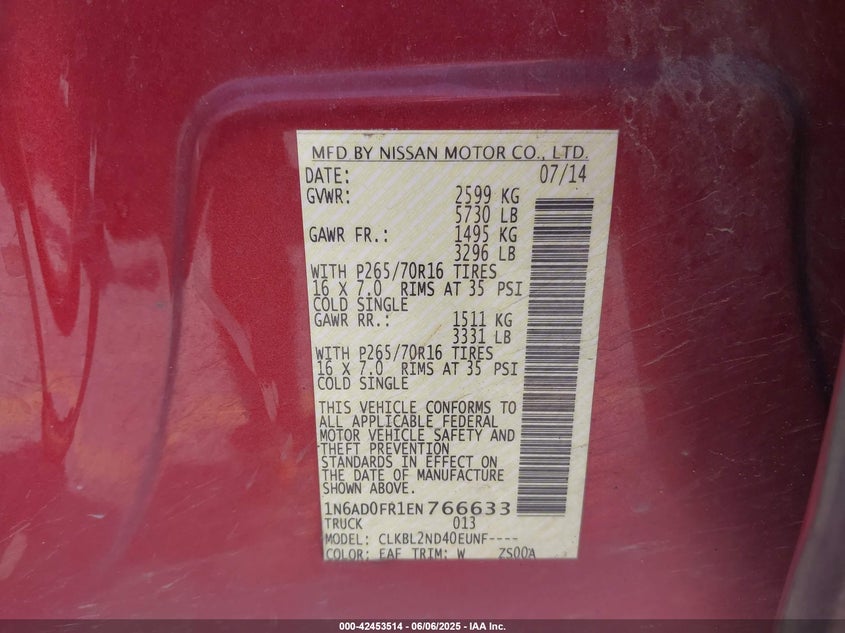 MFD BY NISSAN MOTOR CO., LTD.
DATE: 07/14
GVWR: 2599 KG
5730 LB
GAWR FR.: 1495 KG
3296 LB
WITH P265/70R16 TIRES
16 X 7.0 RIMS AT 35 PSI
COLD SINGLE
GAWR RR.: 1511 KG
3331 LB
WITH P265/70R16 TIRES
16 X 7.0 RIMS AT 35 PSI
COLD SINGLE
THIS VEHICLE CONFORMS TO
ALL APPLICABLE FEDERAL
MOTOR VEHICLE SAFETY AND
THEFT PREVENTION
STANDARDS IN EFFECT ON
THE DATE OF MANUFACTURE
SHOWN ABOVE.
1N6AD0FR1EN766633
TRUCK 013
MODEL: CLKBL2ND40EUNF----
COLOR: EAF TRIM: W ZS00A
000-42453514 - 06/06/2025 - IAA Inc.